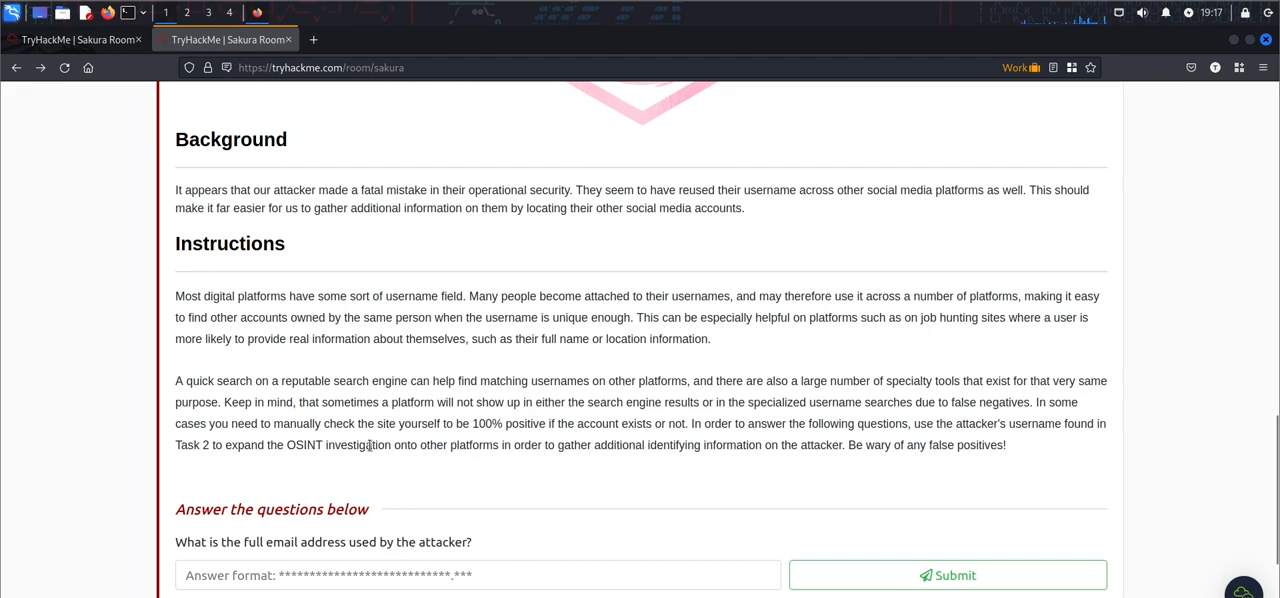 1 2 3 4 19:17
TryHackMe | Sakura Room × TryHackMe | Sakura Room × +
https://tryhackme.com/room/sakura Work
Background
It appears that our attacker made a fatal mistake in their operational security. They seem to have reused their username across other social media platforms as well. This should
make it far easier for us to gather additional information on them by locating their other social media accounts.
Instructions
Most digital platforms have some sort of username field. Many people become attached to their usernames, and may therefore use it across a number of platforms, making it easy
to find other accounts owned by the same person when the username is unique enough. This can be especially helpful on platforms such as on job hunting sites where a user is
more likely to provide real information about themselves, such as their full name or location information.
A quick search on a reputable search engine can help find matching usernames on other platforms, and there are also a large number of specialty tools that exist for that very same
purpose. Keep in mind, that sometimes a platform will not show up in either the search engine results or in the specialized username searches due to false negatives. In some
cases you need to manually check the site yourself to be 100% positive if the account exists or not. In order to answer the following questions, use the attacker's username found in
Task 2 to expand the OSINT investigation onto other platforms in order to gather additional identifying information on the attacker. Be wary of any false positives!
Answer the questions below
What is the full email address used by the attacker?
Answer format: ****************************.*** Submit